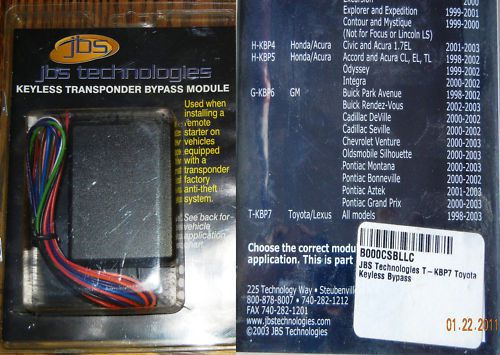 jbs
jbs technologies
KEYLESS TRANSPONDER BYPASS MODULE
Used when
installing a
remote
starter on
vehicles
equipped
with a
transponder
factory
anti-theft
system.
See back for
vehicle
application
chart.
Excursion 2000
Explorer and Expedition 1999-2001
Contour and Mystique 1999-2000
(Not for Focus or Lincoln LS)
H-KBP4 Honda/Acura Civic and Acura 1.7EL 2001-2003
H-KBP5 Honda/Acura Accord and Acura CL, EL, TL 1998-2002
Odyssey 1999-2002
Integra 2000-2002
G-KBP6 GM Buick Park Avenue 1998-2002
Buick Rendez-Vous 2002-2003
Cadillac DeVille 2000-2002
Cadillac Seville 2000-2003
Chevrolet Venture 2000-2003
Oldsmobile Silhouette 2000-2003
Pontiac Montana 2000-2003
Pontiac Bonneville 2000-2002
Pontiac Aztek 2001-2003
Pontiac Grand Prix 2000-2003
T-KBP7 Toyota/Lexus All models 1998-2003
Choose the correct modu
application. This is part
B000CSBLLC
JBS Technologies T-KBP7 Toyota
Keyless Bypass
225 Technology Way • Steubenvil
800-878-8007 • 740-282-1212
FAX 740-282-1201
www.jbstechnologies.com
©2003 JBS Technologies
01.22.2011